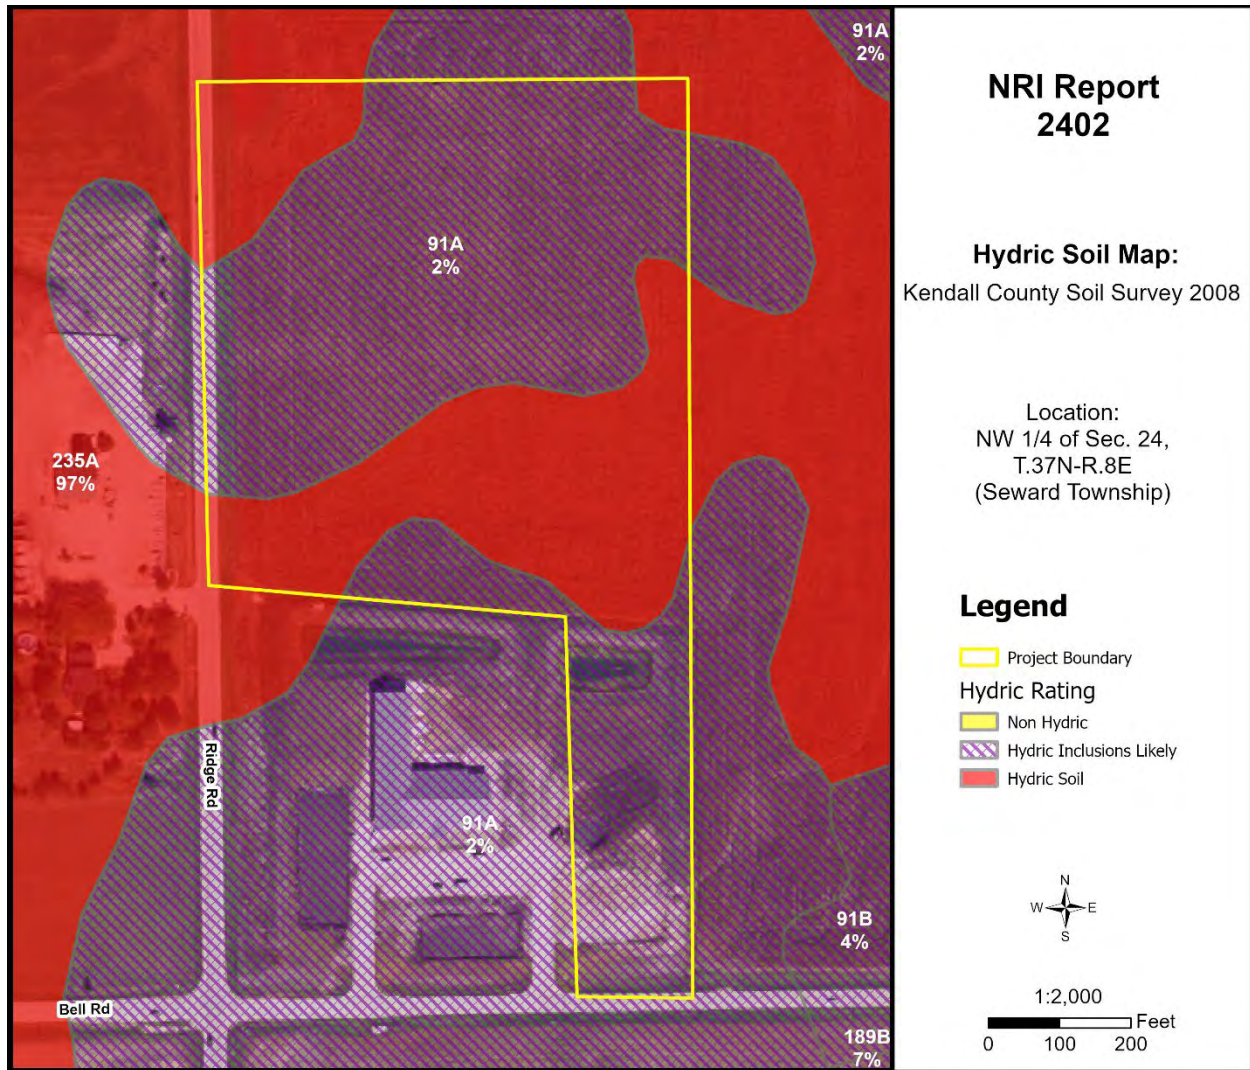 91A
2%
91A
2%
235A
97%
Ridge Rd
91A
2%
91B
4%
Bell Rd
189B
7%
NRI Report
2402
Hydric Soil Map:
Kendall County Soil Survey 2008
Location:
NW 1/4 of Sec. 24,
T.37N-R.8E
(Seward Township)
Legend
Project Boundary
Hydric Rating
Non Hydric
Hydric Inclusions Likely
Hydric Soil
N
W E
S
1:2,000
Feet
0 100 200